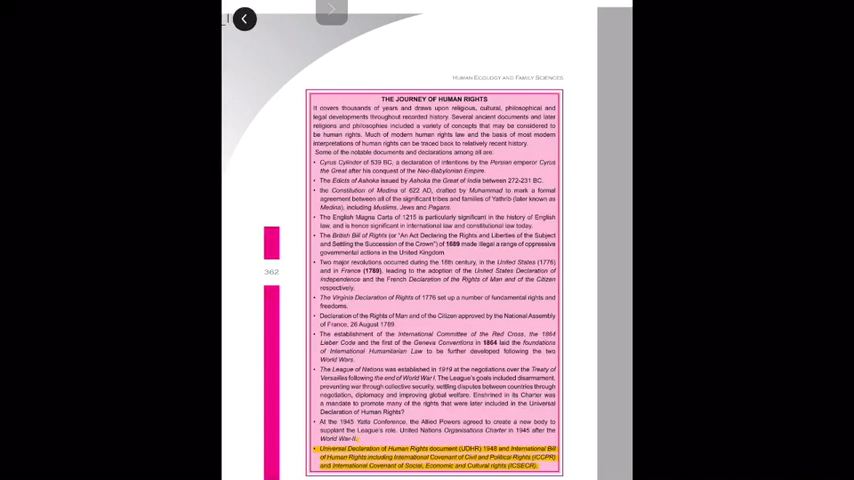 HUMAN ECOLOGY AND FAMILY SCIENCES
THE JOURNEY OF HUMAN RIGHTS
It covers thousands of years and draws upon religious, cultural, philosophical and
legal developments throughout recorded history. Several ancient documents and later
religions and philosophies included a variety of concepts that may be considered to
be human rights. Much of modern human rights law and the basis of most modern
interpretations of human rights can be traced back to relatively recent history.
Some of the notable documents and declarations among all are.
• Cyrus Cylinder of 539 BC, a declaration of intentions by the Persian emperor Cyrus
the Great after his conquest of the Neo-Babylonian Empire.
• The Edicts of Ashoka issued by Ashoka the Great of India between 272-231 BC.
• the Constitution of Medina of 622 AD, drafted by Muhammad to mark a formal
agreement between all of the significant tribes and families of Yathrib (later known as
Medina), including Muslims, Jews and Pagans.
• The English Magna Carta of 1215 is particularly significant in the history of English
law, and is hence significant in international law and constitutional law today.
• The British Bill of Rights (or "An Act Declaring the Rights and Liberties of the Subject
and Settling the Succession of the Crown") of 1689 made illegal a range of oppressive
governmental actions in the United Kingdom.
• Two major revolutions occurred during the 18th century, in the United States (1776)
and in France (1789), leading to the adoption of the United States Declaration of
Independence and the French Declaration of the Rights of Man and of the Citizen
respectively.
362
• The Virginia Declaration of Rights of 1776 set up a number of fundamental rights and
freedoms.
• Declaration of the Rights of Man and of the Citizen approved by the National Assembly
of France, 26 August 1789.
• The establishment of the International Committee of the Red Cross, the 1864
Lieber Code and the first of the Geneva Conventions in 1864 laid the foundations
of International Humanitarian Law to be further developed following the two
World Wars.
• The League of Nations was established in 1919 at the negotiations over the Treaty of
Versailles following the end of World War I. The League's goals included disarmament,
preventing war through collective security, settling disputes between countries through
negotiation, diplomacy and improving global welfare. Enshrined in its Charter was
a mandate to promote many of the rights that were later included in the Universal
Declaration of Human Rights?
• At the 1945 Yalta Conference, the Allied Powers agreed to create a new body to
supplant the League's role. United Nations Organisations Charter in 1945 after the
World War-II.
• Universal Declaration of Human Rights document (UDHR) 1948 and International Bill
of Human Rights including International Covenant of Civil and Political Rights (ICCPR)
and International Covenant of Social, Economic and Cultural rights (ICSECR).